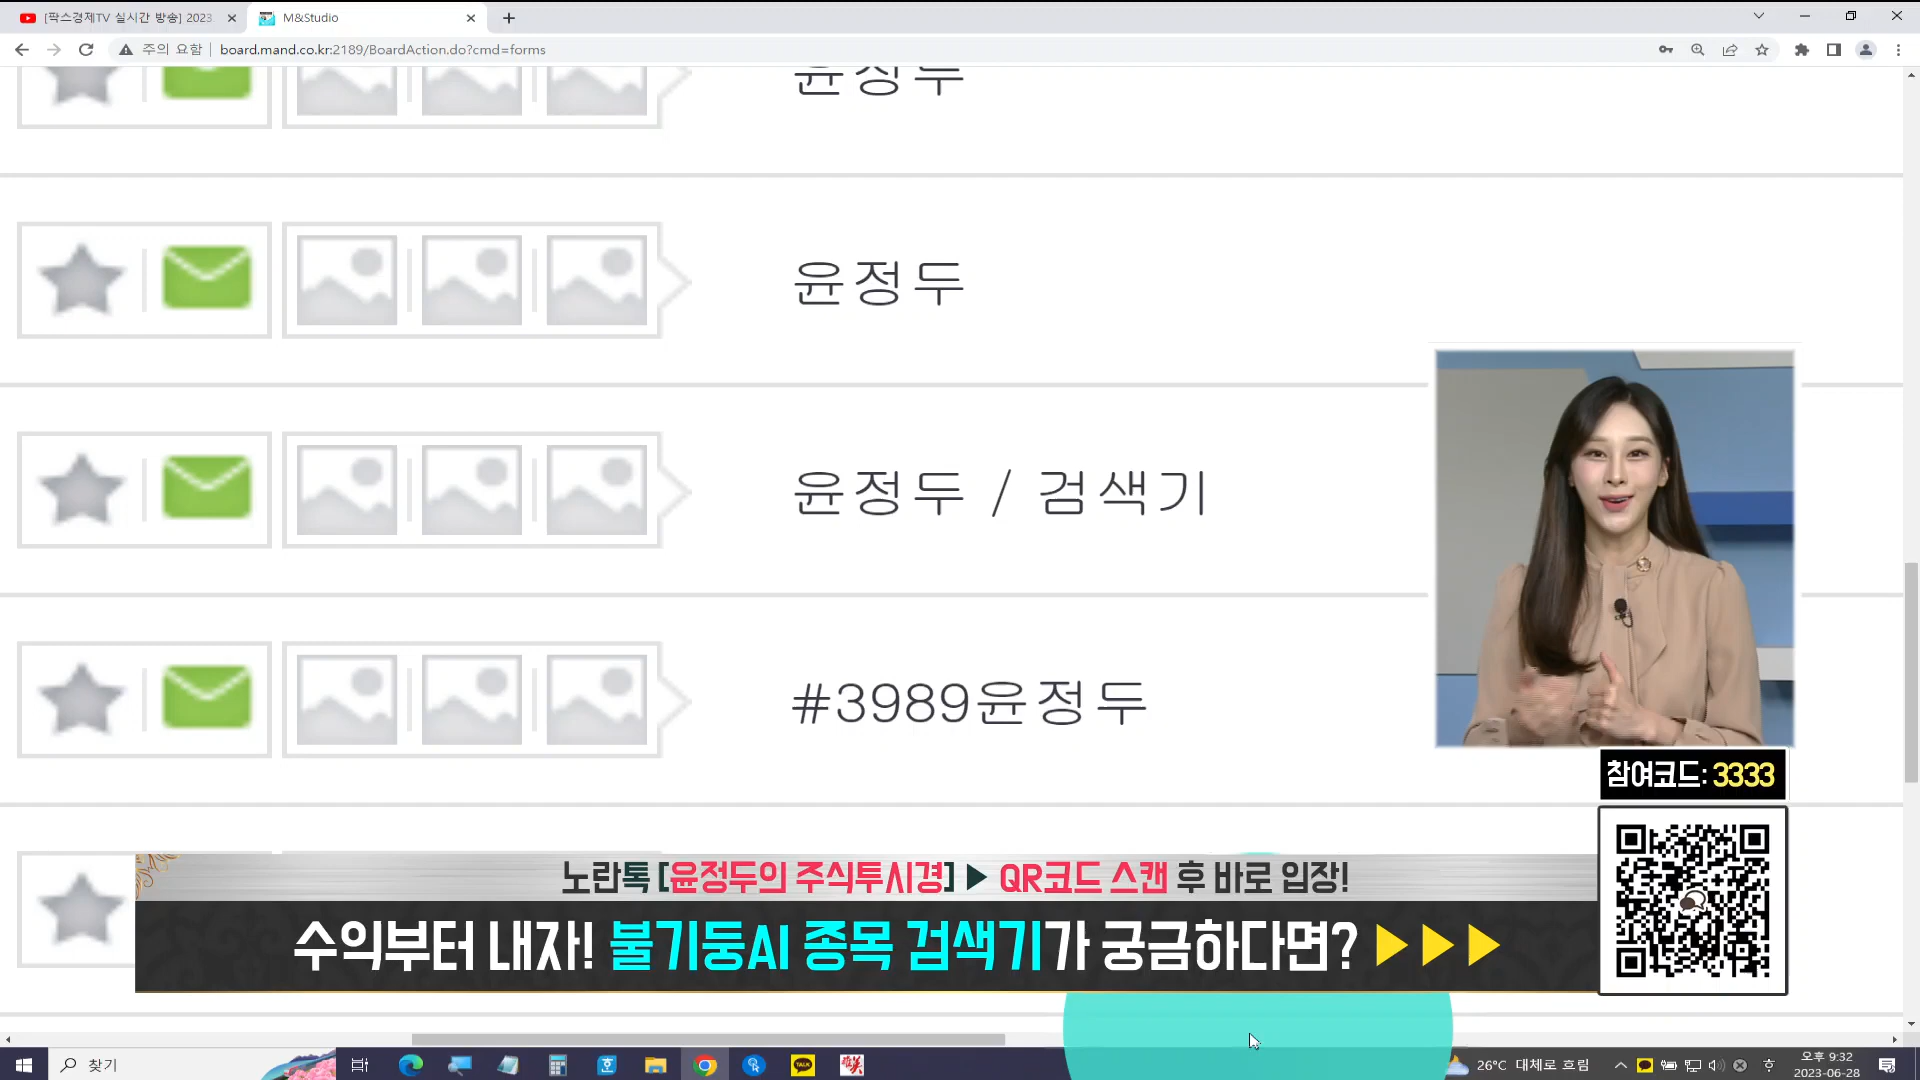 [팍스경제TV 실시간 방송] 2023
M&Studio
주의 요함
board.mand.co.kr:2189/BoardAction.do?cmd=forms
윤정두
윤정두
윤정두 / 검색기
#3989윤정두
참여코드: 3333
노란톡 [윤정두의 주식투시경] ▶ QR코드 스캔 후 바로 입장!
수익부터 내자! 불기둥AI 종목 검색기가 궁금하다면? ▶▶▶
찾기
TALK
26°C 대체로 흐림
오후 9:32
2023-06-28